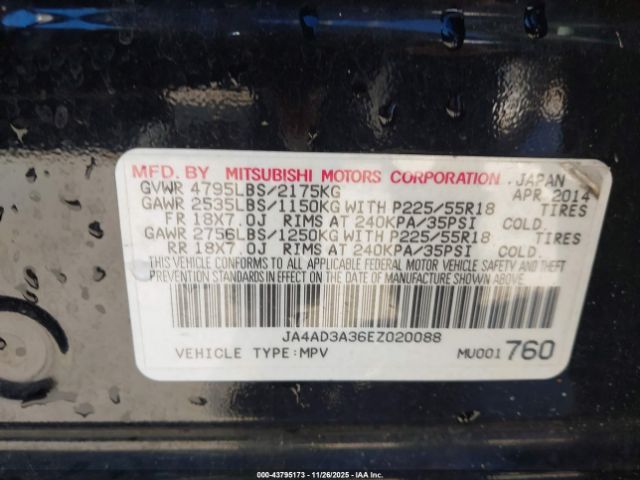 MFD. BY MITSUBISHI MOTORS CORPORATION, JAPAN
GVWR 4795LBS/2175KG APR 2014
GAWR 2535LBS/1150KG WITH P225/55R18 TIRES
FR 18X7.0J RIMS AT 240KPA/35PSI COLD.
GAWR 2756LBS/1250KG WITH P225/55R18 TIRES
RR 18X7.0J RIMS AT 240KPA/35PSI COLD.
THIS VEHICLE CONFORMS TO ALL APPLICABLE FEDERAL MOTOR VEHICLE SAFETY AND THEFT
PREVENTION STANDARDS IN EFFECT ON THE DATE OF MANUFACTURE SHOWN ABOVE.
JA4AD3A36EZ020088
VEHICLE TYPE:MPV MU001760
000-43795173 - 11/26/2025 - IAA Holdings, LLC.